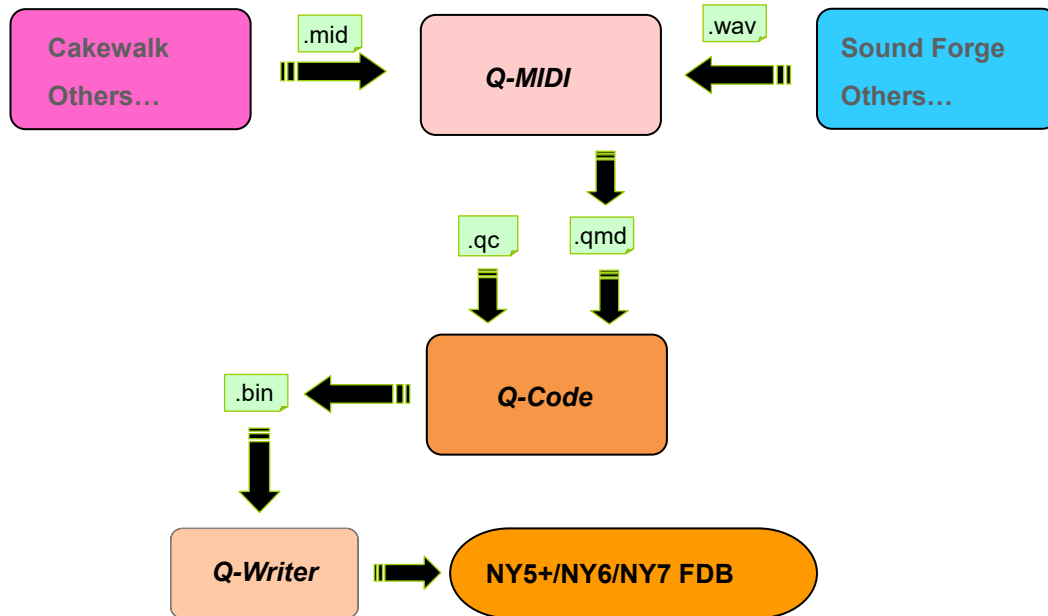 Cakewalk
Others…
.mid
Q-MIDI
.wav
Sound Forge
Others…
.qc
.qmd
Q-Code
.bin
Q-Writer
NY5+/NY6/NY7 FDB